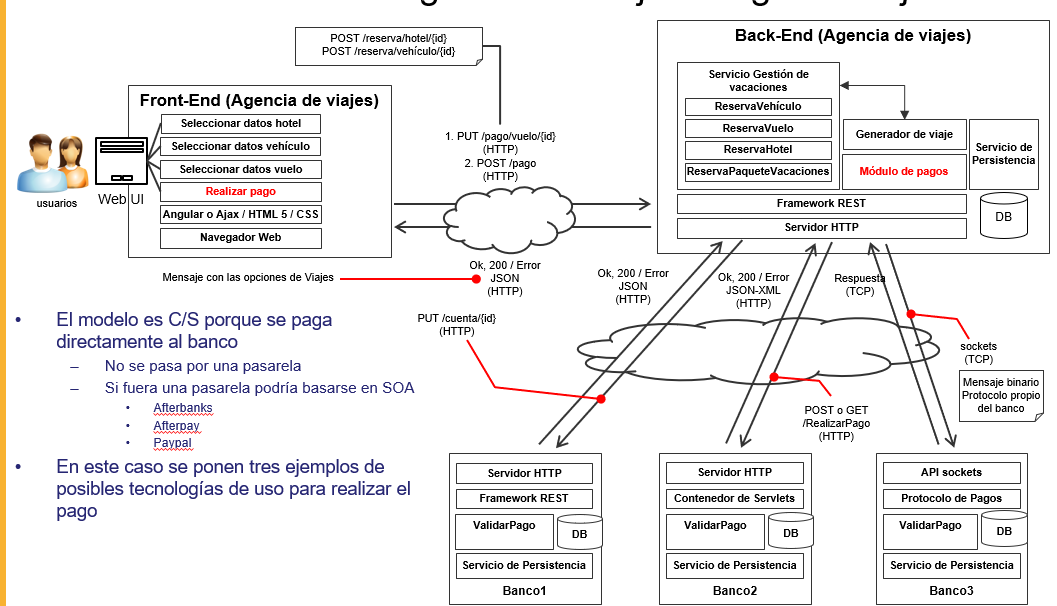 POST /reserva/hotel/{id}
POST /reserva/vehículo/{id}
Front-End (Agencia de viajes)
Seleccionar datos hotel
Seleccionar datos vehículo
Seleccionar datos vuelo
Realizar pago
Angular o Ajax / HTML 5 / CSS
Navegador Web
usuarios
Web UI
1. PUT /pago/vuelo/{id}
(HTTP)
2. POST /pago
(HTTP)
Back-End (Agencia de viajes)
Servicio Gestión de
vacaciones
ReservaVehículo
ReservaVuelo
ReservaHotel
ReservaPaqueteVacaciones
Generador de viaje
Módulo de pagos
Servicio de
Persistencia
Framework REST
Servidor HTTP
DB
Mensaje con las opciones de Viajes
Ok, 200 / Error
JSON
(HTTP)
Ok, 200 / Error
JSON
(HTTP)
Ok, 200 / Error
JSON-XML
(HTTP)
Respuesta
(TCP)
PUT /cuenta/{id}
(HTTP)
sockets
(TCP)
Mensaje binario
Protocolo propio
del banco
POST o GET
/RealizarPago
(HTTP)
• El modelo es C/S porque se paga
directamente al banco
– No se pasa por una pasarela
– Si fuera una pasarela podría basarse en SOA
• Afterbanks
• Afterpay
• Paypal
• En este caso se ponen tres ejemplos de
posibles tecnologías de uso para realizar el
pago
Servidor HTTP
Framework REST
ValidarPago
DB
Servicio de Persistencia
Banco1
Servidor HTTP
Contenedor de Servlets
ValidarPago
DB
Servicio de Persistencia
Banco2
API sockets
Protocolo de Pagos
ValidarPago
DB
Servicio de Persistencia
Banco3